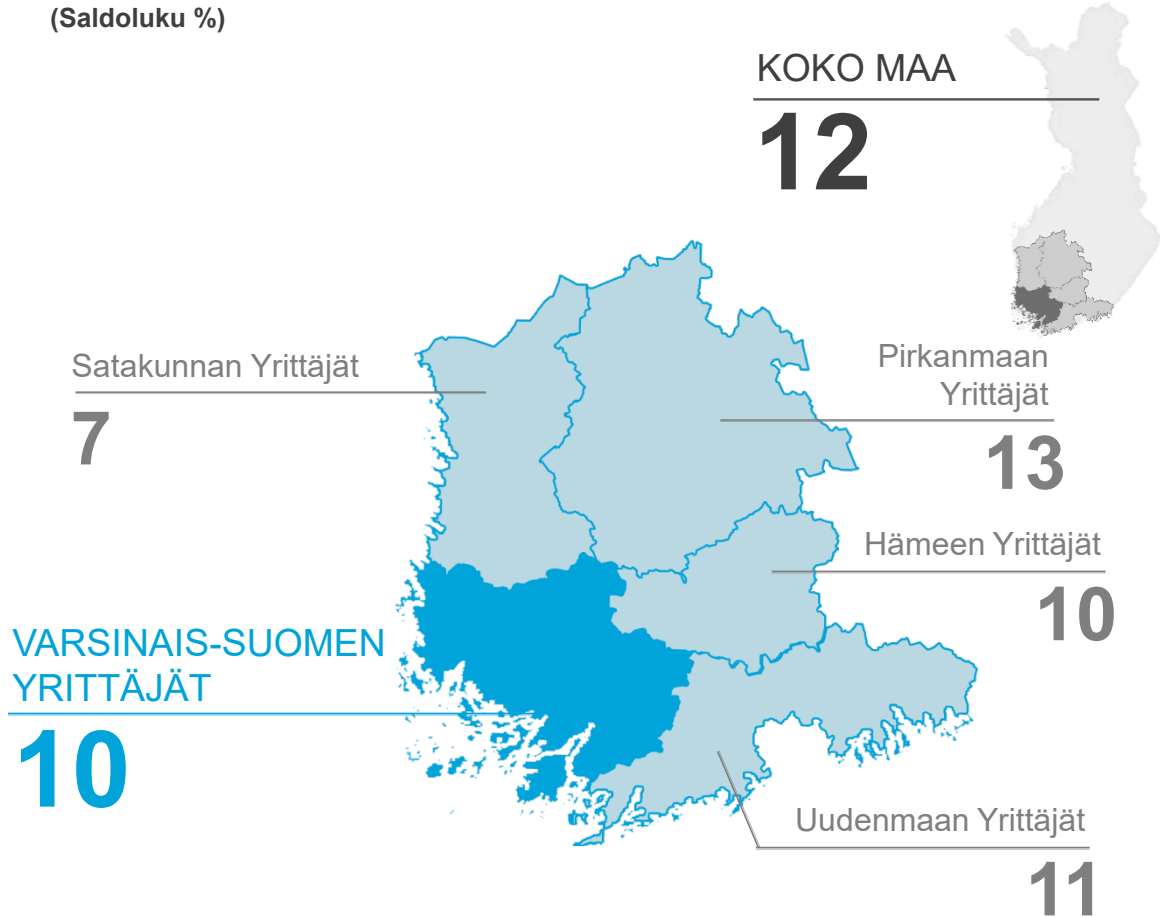 (Saldoluku %)
KOKO MAA
12
Satakunnan Yrittäjät
7
Pirkanmaan
Yrittäjät
13
Hämeen Yrittäjät
10
VARSINAIS-SUOMEN
YRITTÄJÄT
10
Uudenmaan Yrittäjät
11